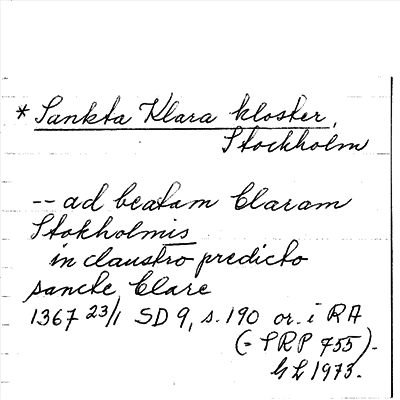 * Sankta Klara kloster,
Stockholm
-- ad beatam Claram
Stokholmis
in claustro predicto
sancte Clare
1367 23/1 SD 9, s. 190 or. i RA
(= SRP 755).
GL 1973.